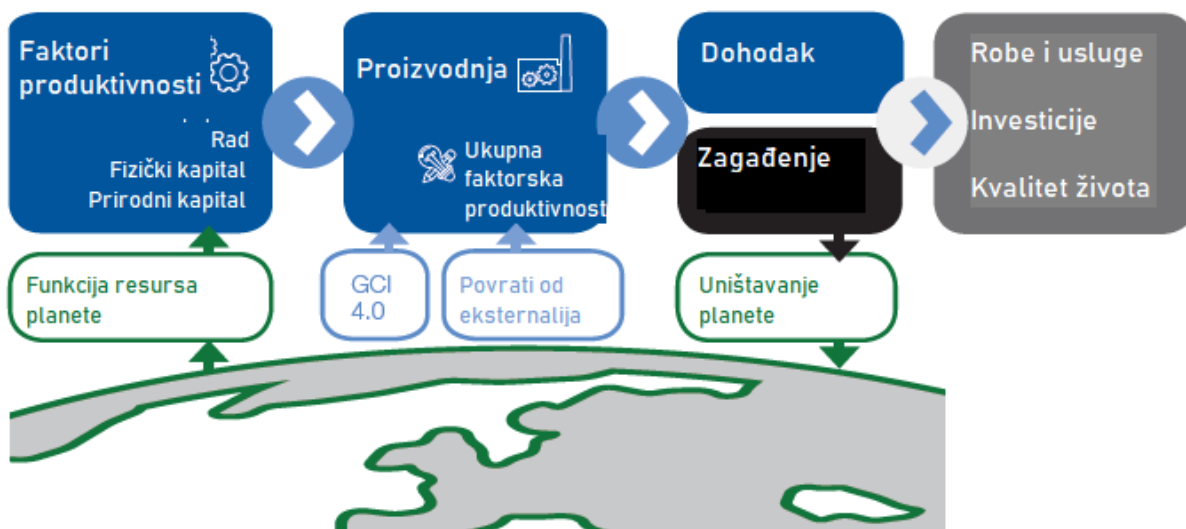 Faktori
produktivnosti
Rad
Fizički kapital
Prirodni kapital
Proizvodnja
Ukupna
faktorska
produktivnost
Dohodak
Zagađenje
Robe i usluge
Investicije
Kvalitet života
Funkcija resursa
planete
GCI
4.0
Povrati od
eksternalija
Uništavanje
planete